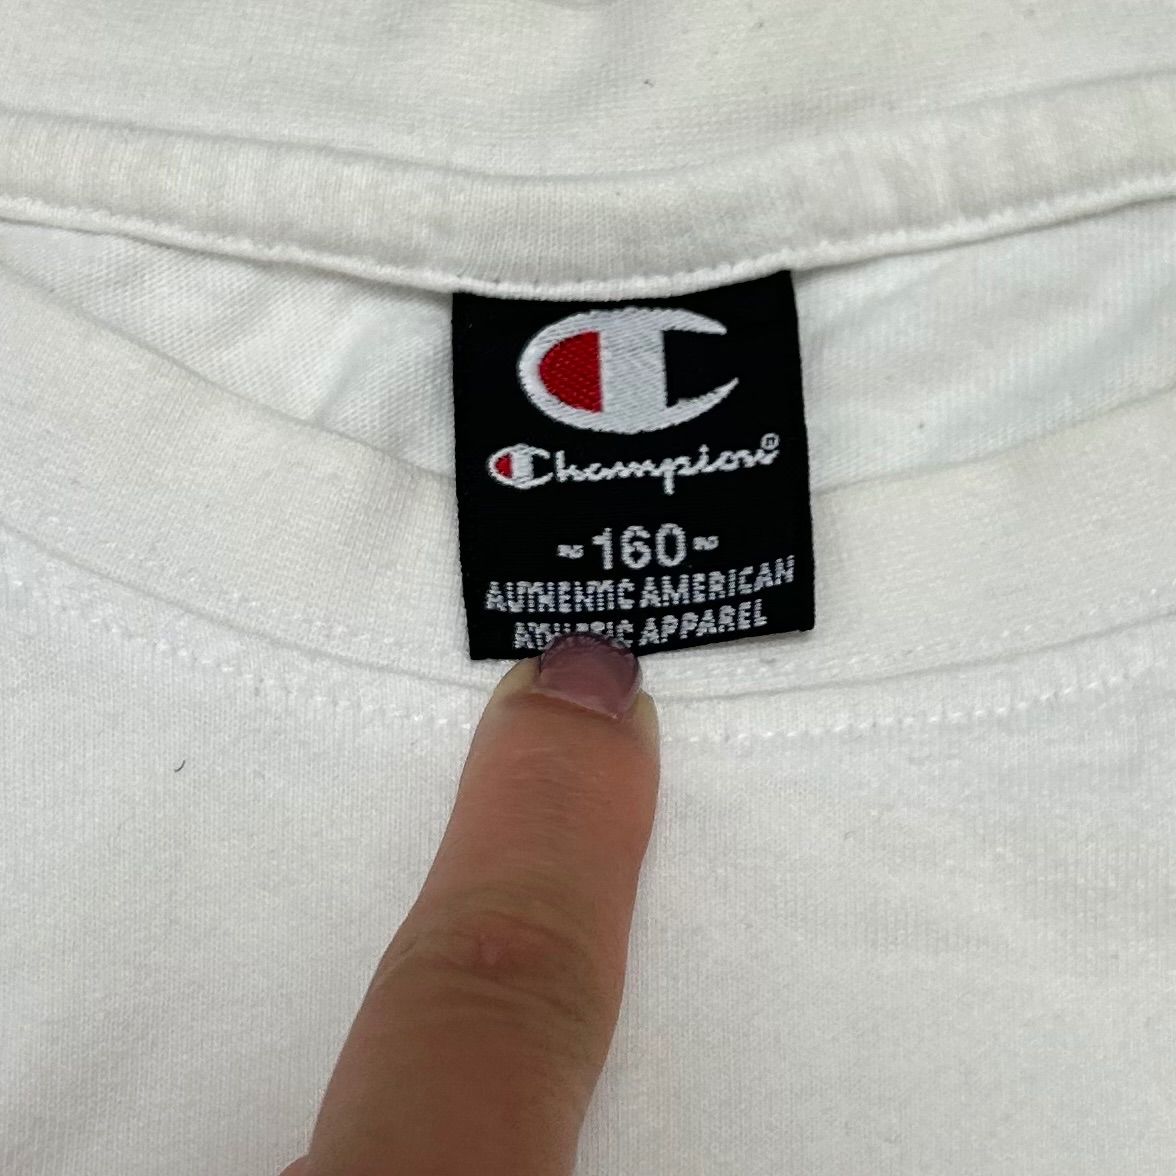 Champion®
~160~
AUTHENTIC AMERICAN
ATHLETIC APPAREL